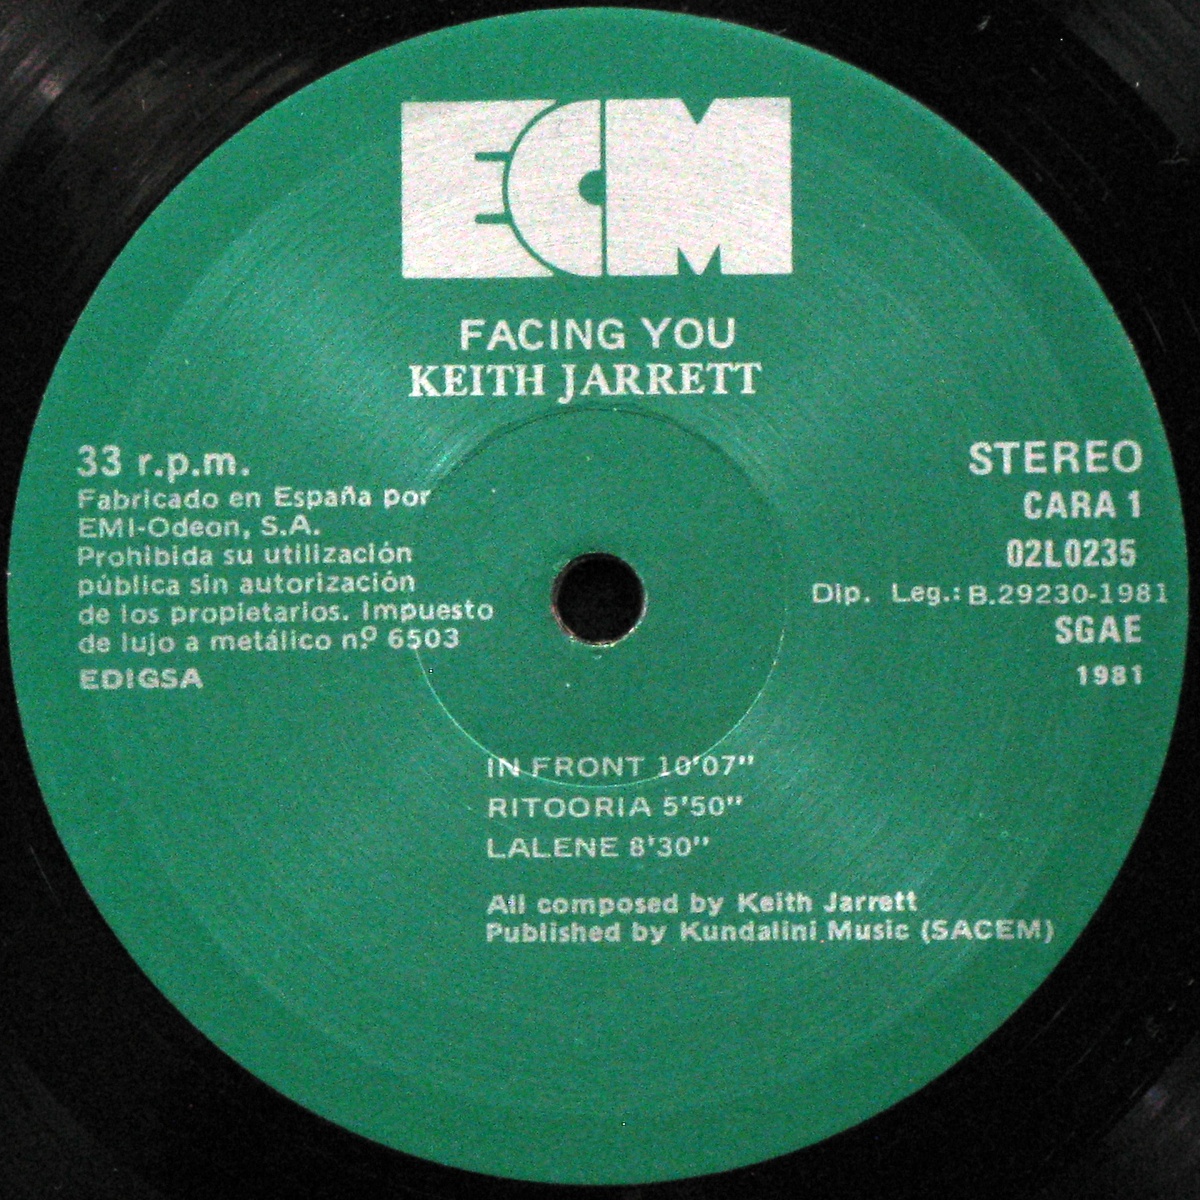 ECM
FACING YOU
KEITH JARRETT
33 r.p.m.
Fabricado en España por
EMI-Odeon, S.A.
Prohibida su utilización
pública sin autorización
de los propietarios. Impuesto
de lujo a metálico nº 6503
EDIGSA
STEREO
CARA 1
02L0235
Dip. Leg.: B.29230-1981
SGAE
1981
IN FRONT 10'07"
RITOORIA 5'50"
LALENE 8'30"
All composed by Keith Jarrett
Published by Kundalini Music (SACEM)